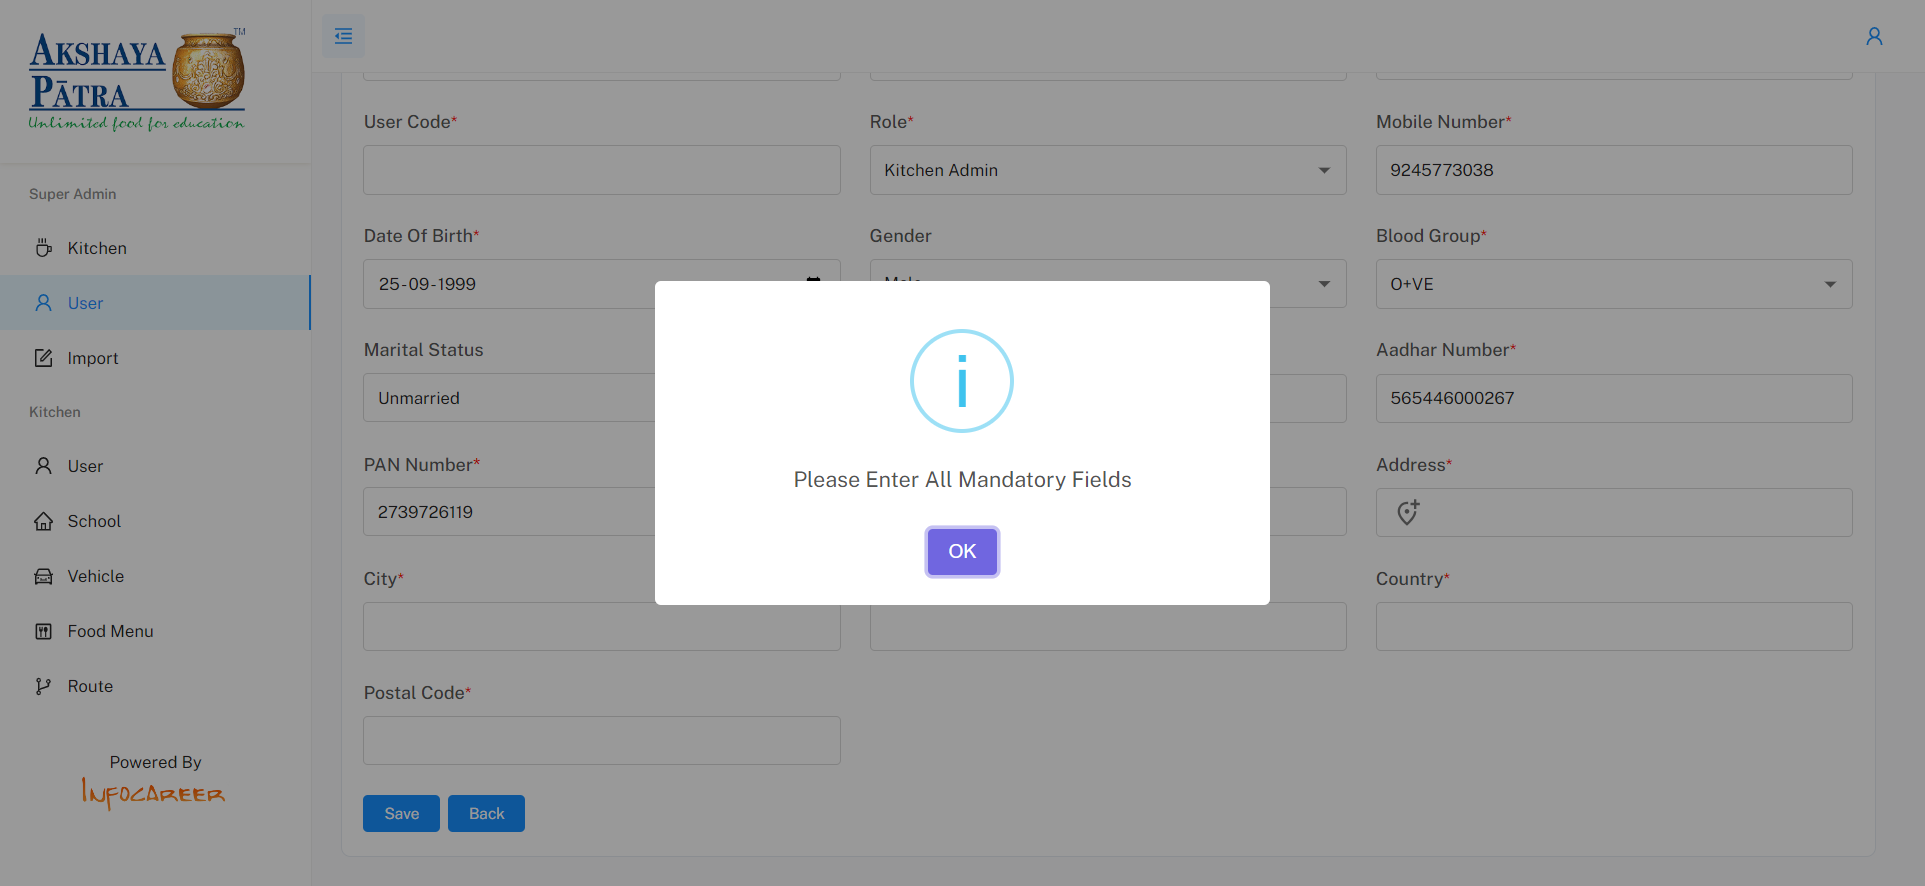 AKSHAYA
PĀTRA
TM
Unlimited food for education
Super Admin
Kitchen
User
Import
Kitchen
User
School
Vehicle
Food Menu
Route
Powered By
INFOCAREER
User Code*
Role*
Mobile Number*
Kitchen Admin
9245773038
Date Of Birth*
Gender
Blood Group*
25-09-1999
Male
O+VE
Marital Status
Aadhar Number*
Unmarried
565446000267
PAN Number*
Address*
2739726119
City*
Country*
Postal Code*
Save
Back
Please Enter All Mandatory Fields
OK